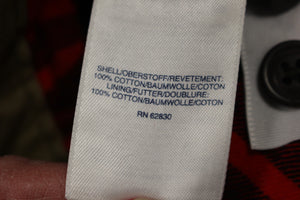 SHELL/OBERSTOFF/REVETEMENT:
100% COTTON/BAUMWOLLE/COTON
LINING/FUTTER/DOUBLURE:
100% COTTON/BAUMWOLLE/COTON
RN 62830